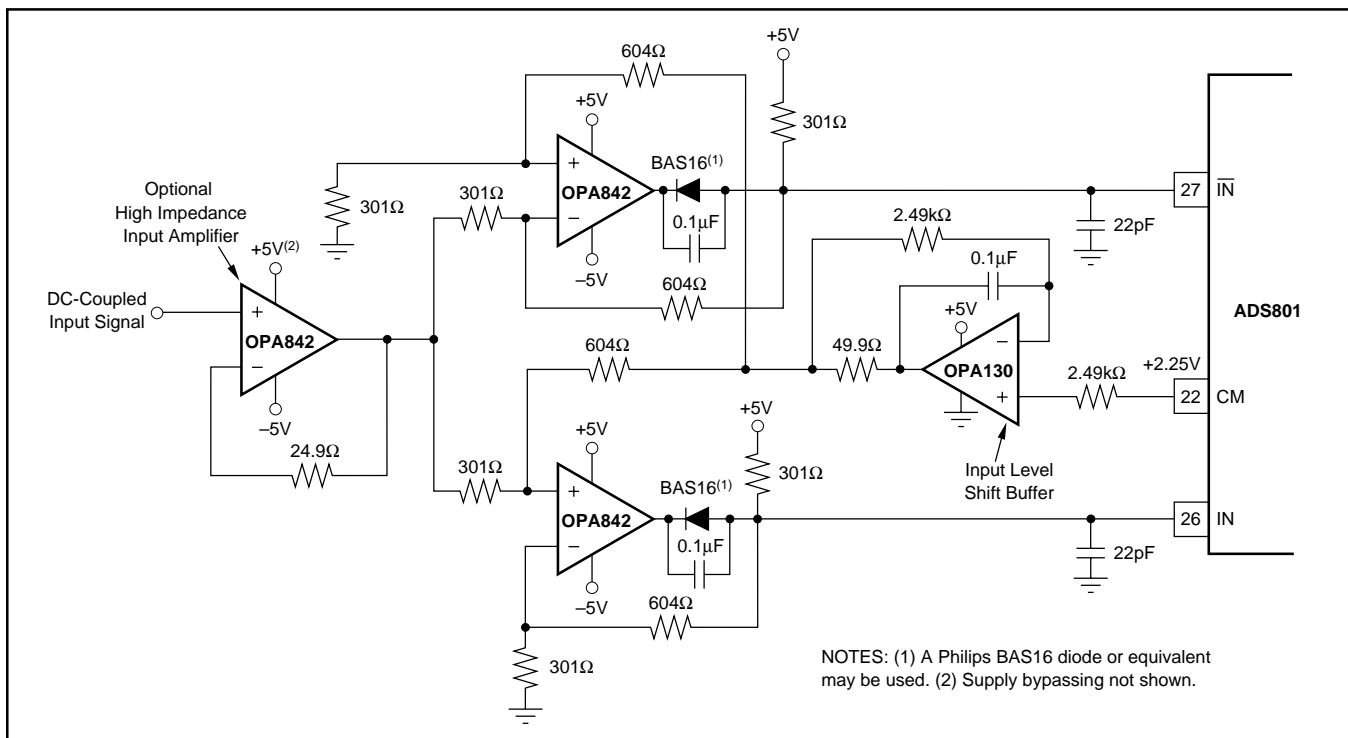 +5V
604Ω
+5V
301Ω
BAS16(1)
Optional
High Impedance
Input Amplifier
301Ω
301Ω
+
OPA842
–
0.1µF
–5V
27
IN
22pF
2.49kΩ
0.1µF
+5V(2)
DC-Coupled
Input Signal
+
OPA842
–
–5V
24.9Ω
604Ω
604Ω
49.9Ω
+5V
–
OPA130
+
2.49kΩ
+2.25V
22
CM
ADS801
+5V
301Ω
+5V
301Ω
+
OPA842
–
BAS16(1)
0.1µF
–5V
604Ω
301Ω
Input Level
Shift Buffer
26
IN
22pF
NOTES: (1) A Philips BAS16 diode or equivalent
may be used. (2) Supply bypassing not shown.